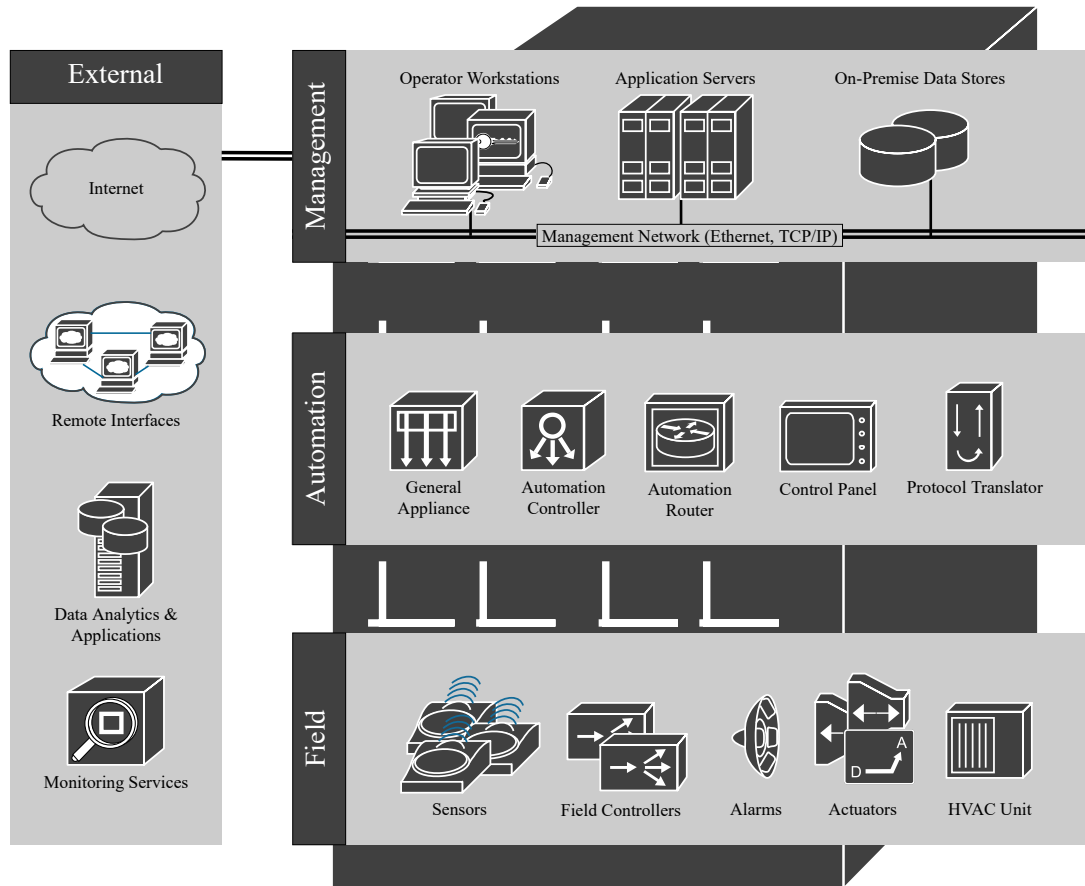 External
Internet
Remote Interfaces
Data Analytics &
Applications
Monitoring Services
Management
Operator Workstations
Application Servers
On-Premise Data Stores
Management Network (Ethernet, TCP/IP)
Automation
General
Appliance
Automation
Controller
Automation
Router
Control Panel
Protocol Translator
Field
Sensors
Field Controllers
Alarms
A
D
Actuators
HVAC Unit